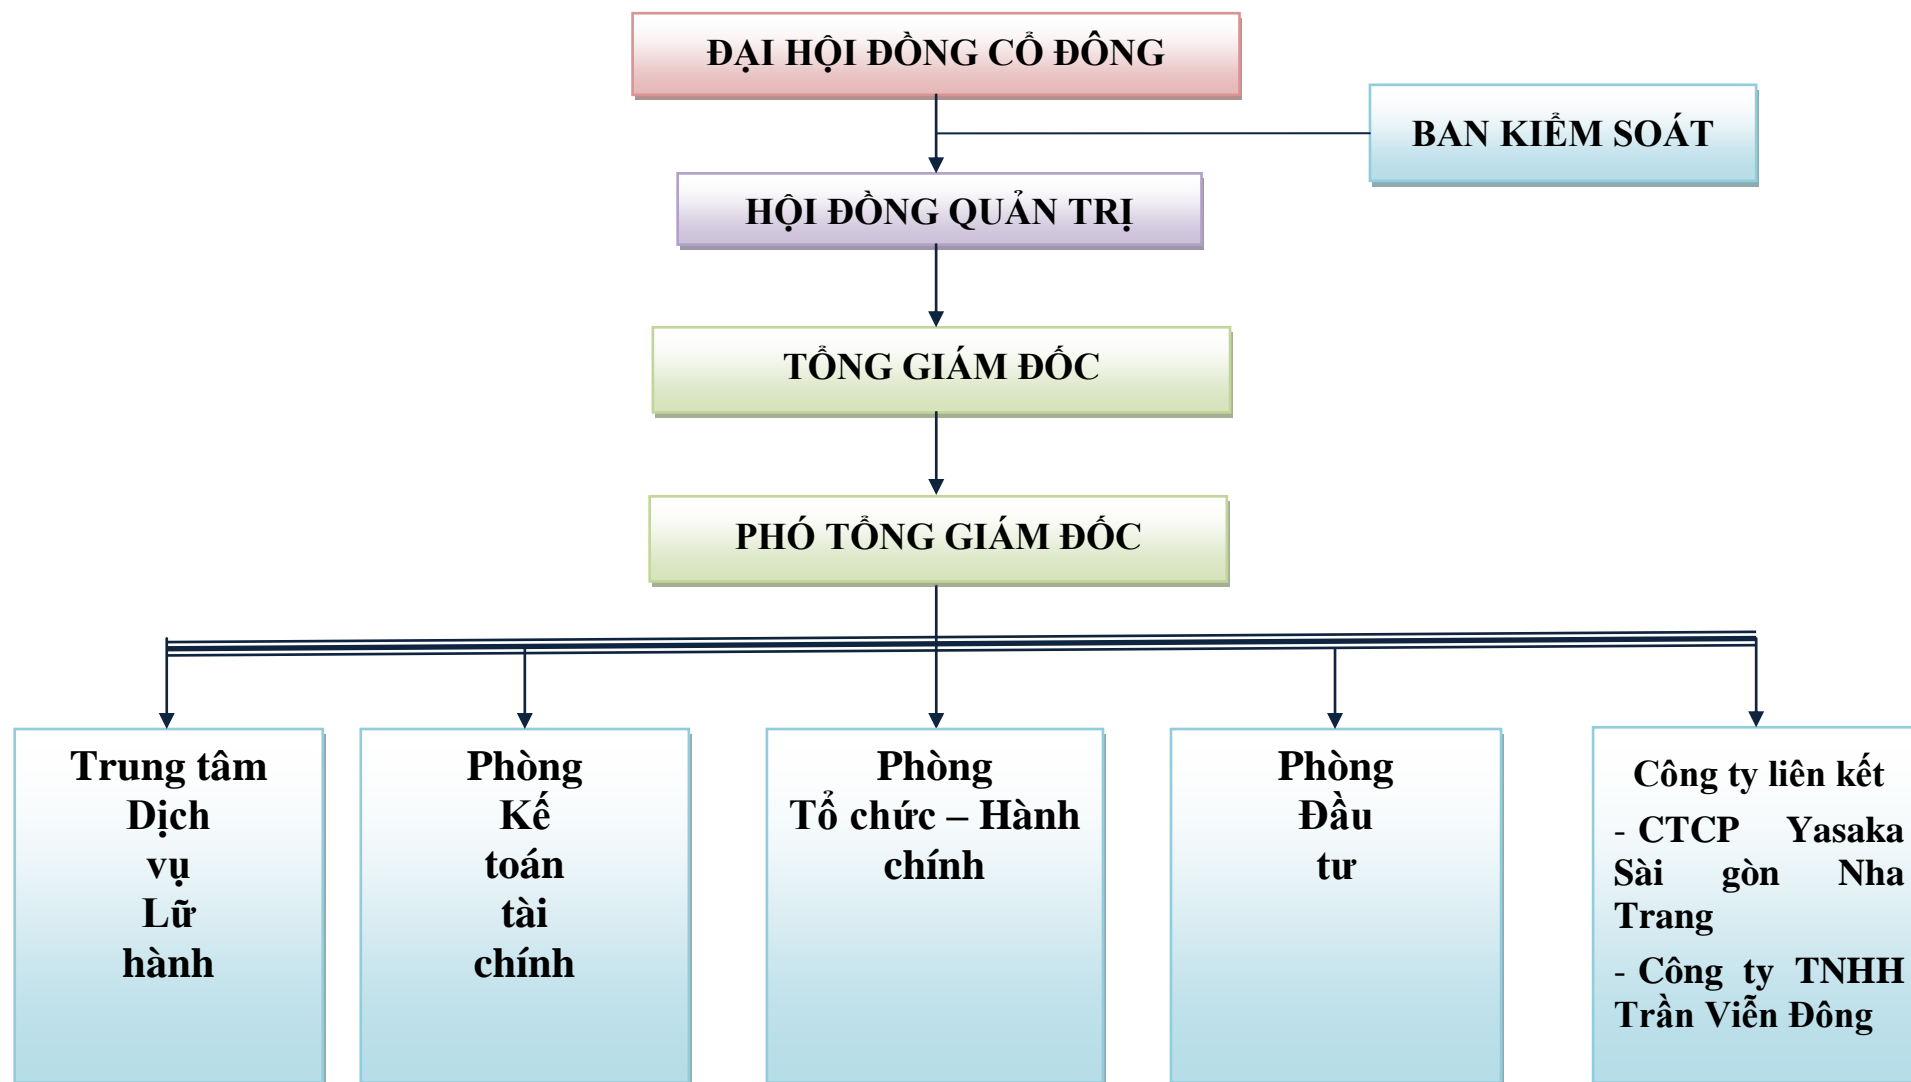 ĐẠI HỘI ĐỒNG CỔ ĐÔNG
BAN KIỂM SOÁT
HỘI ĐỒNG QUẢN TRỊ
TỔNG GIÁM ĐỐC
PHÓ TỔNG GIÁM ĐỐC
Trung tâm
Dịch
vụ
Lữ
hành
Phòng
Kế
toán
tài
chính
Phòng
Tổ chức – Hành
chính
Phòng
Đầu
tư
Công ty liên kết
- CTCP Yasaka
Sài gòn Nha
Trang
- Công ty TNHH
Trần Viễn Đông